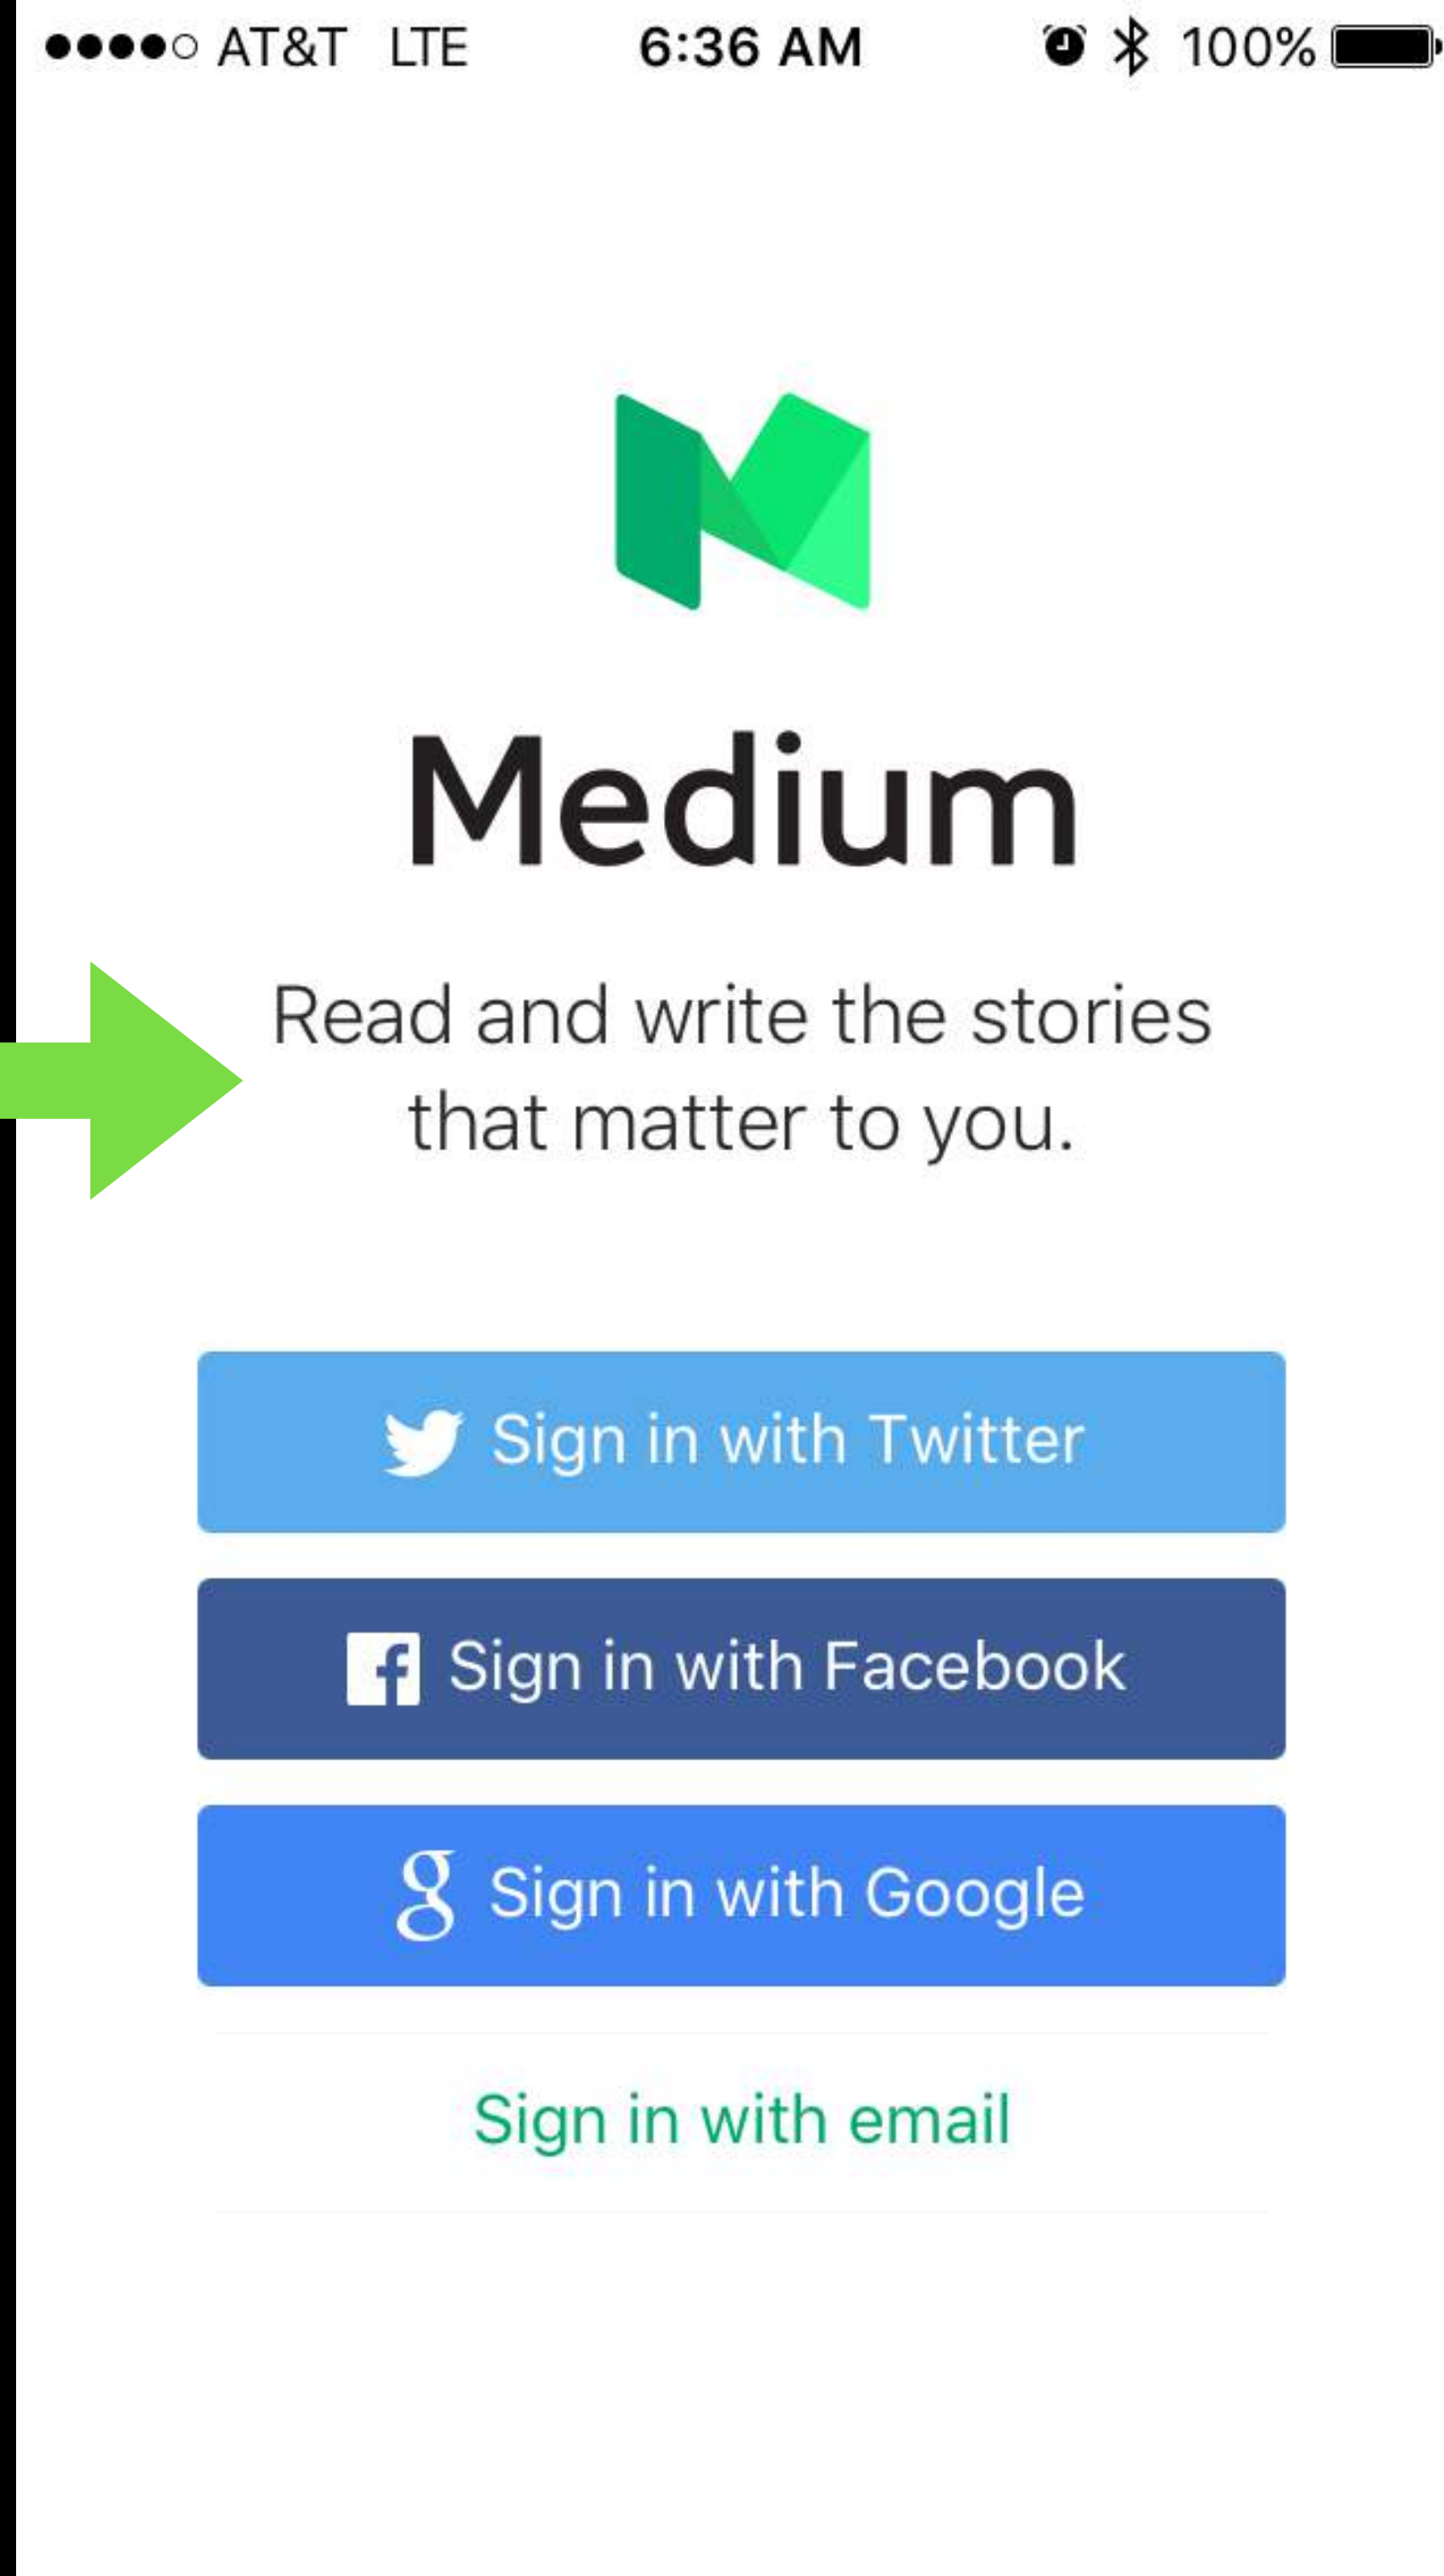 AT&T LTE 6:36 AM 100%
Medium
Read and write the stories
that matter to you.
Sign in with Twitter
Sign in with Facebook
Sign in with Google
Sign in with email